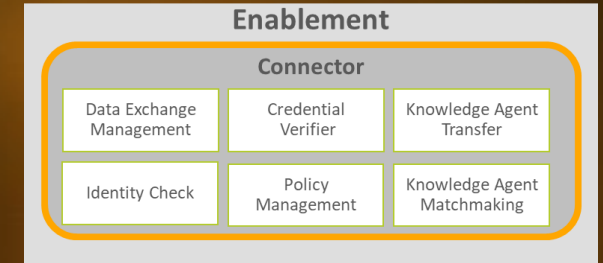 Enablement
Connector
Data Exchange
Management
Credential
Verifier
Knowledge Agent
Transfer
Identity Check
Policy
Management
Knowledge Agent
Matchmaking